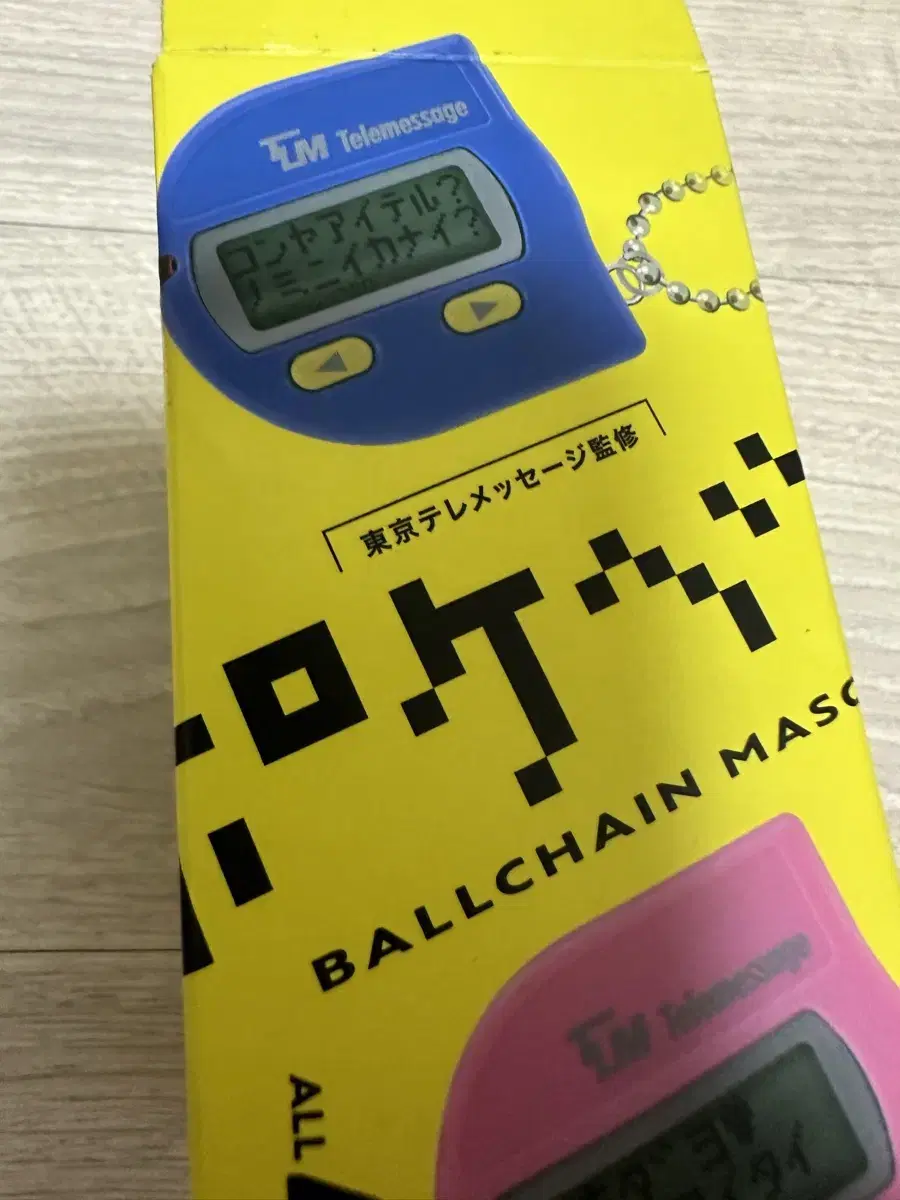 TLM Telemessage
コンヤアイテル?
ノミニイカナイ?
東京テレメッセージ監修
ロケベ
BALLCHAIN MASC
TLM Telemessage
ALL